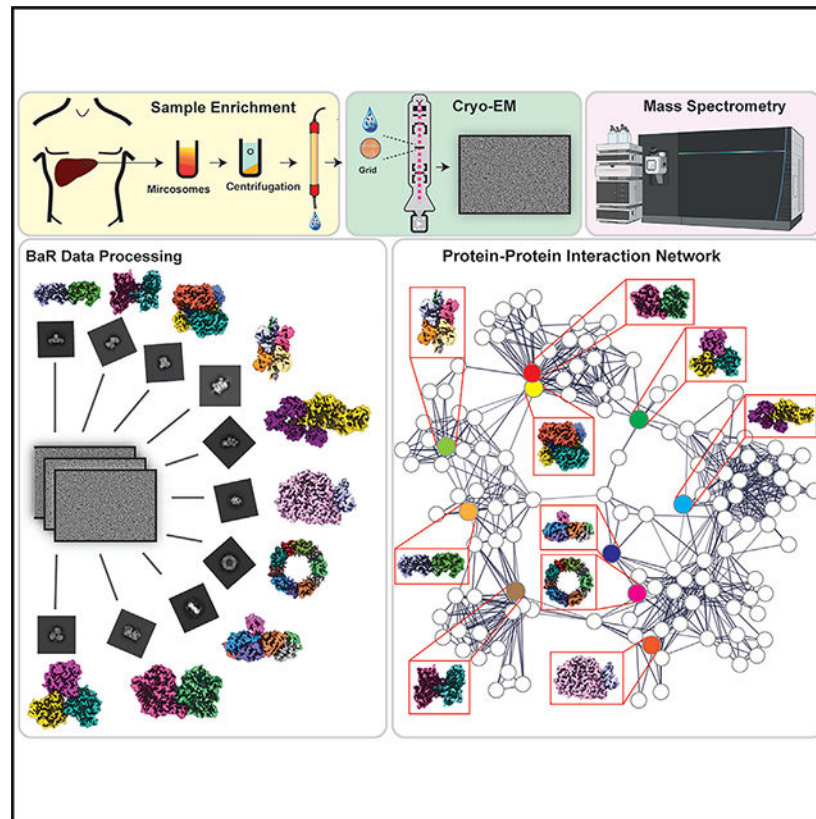 Sample Enrichment
Mircosomes
Centrifugation
Cryo-EM
Grid
Mass Spectrometry
BaR Data Processing
Protein-Protein Interaction Network